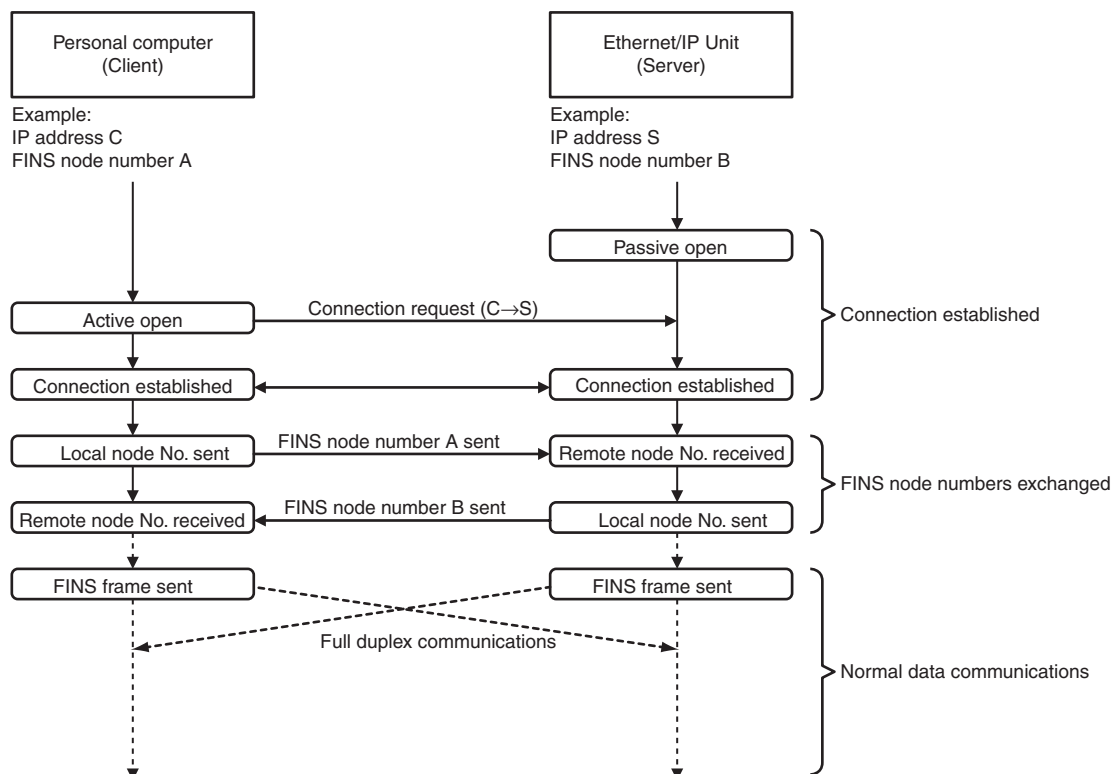 Personal computer
(Client)
Ethernet/IP Unit
(Server)
Example:
IP address C
FINS node number A
Example:
IP address S
FINS node number B
Passive open
Active open
Connection request (C→S)
Connection established
Connection established
Connection established
Local node No. sent
FINS node number A sent
Remote node No. received
FINS node numbers exchanged
Remote node No. received
FINS node number B sent
Local node No. sent
FINS frame sent
FINS frame sent
Full duplex communications
Normal data communications